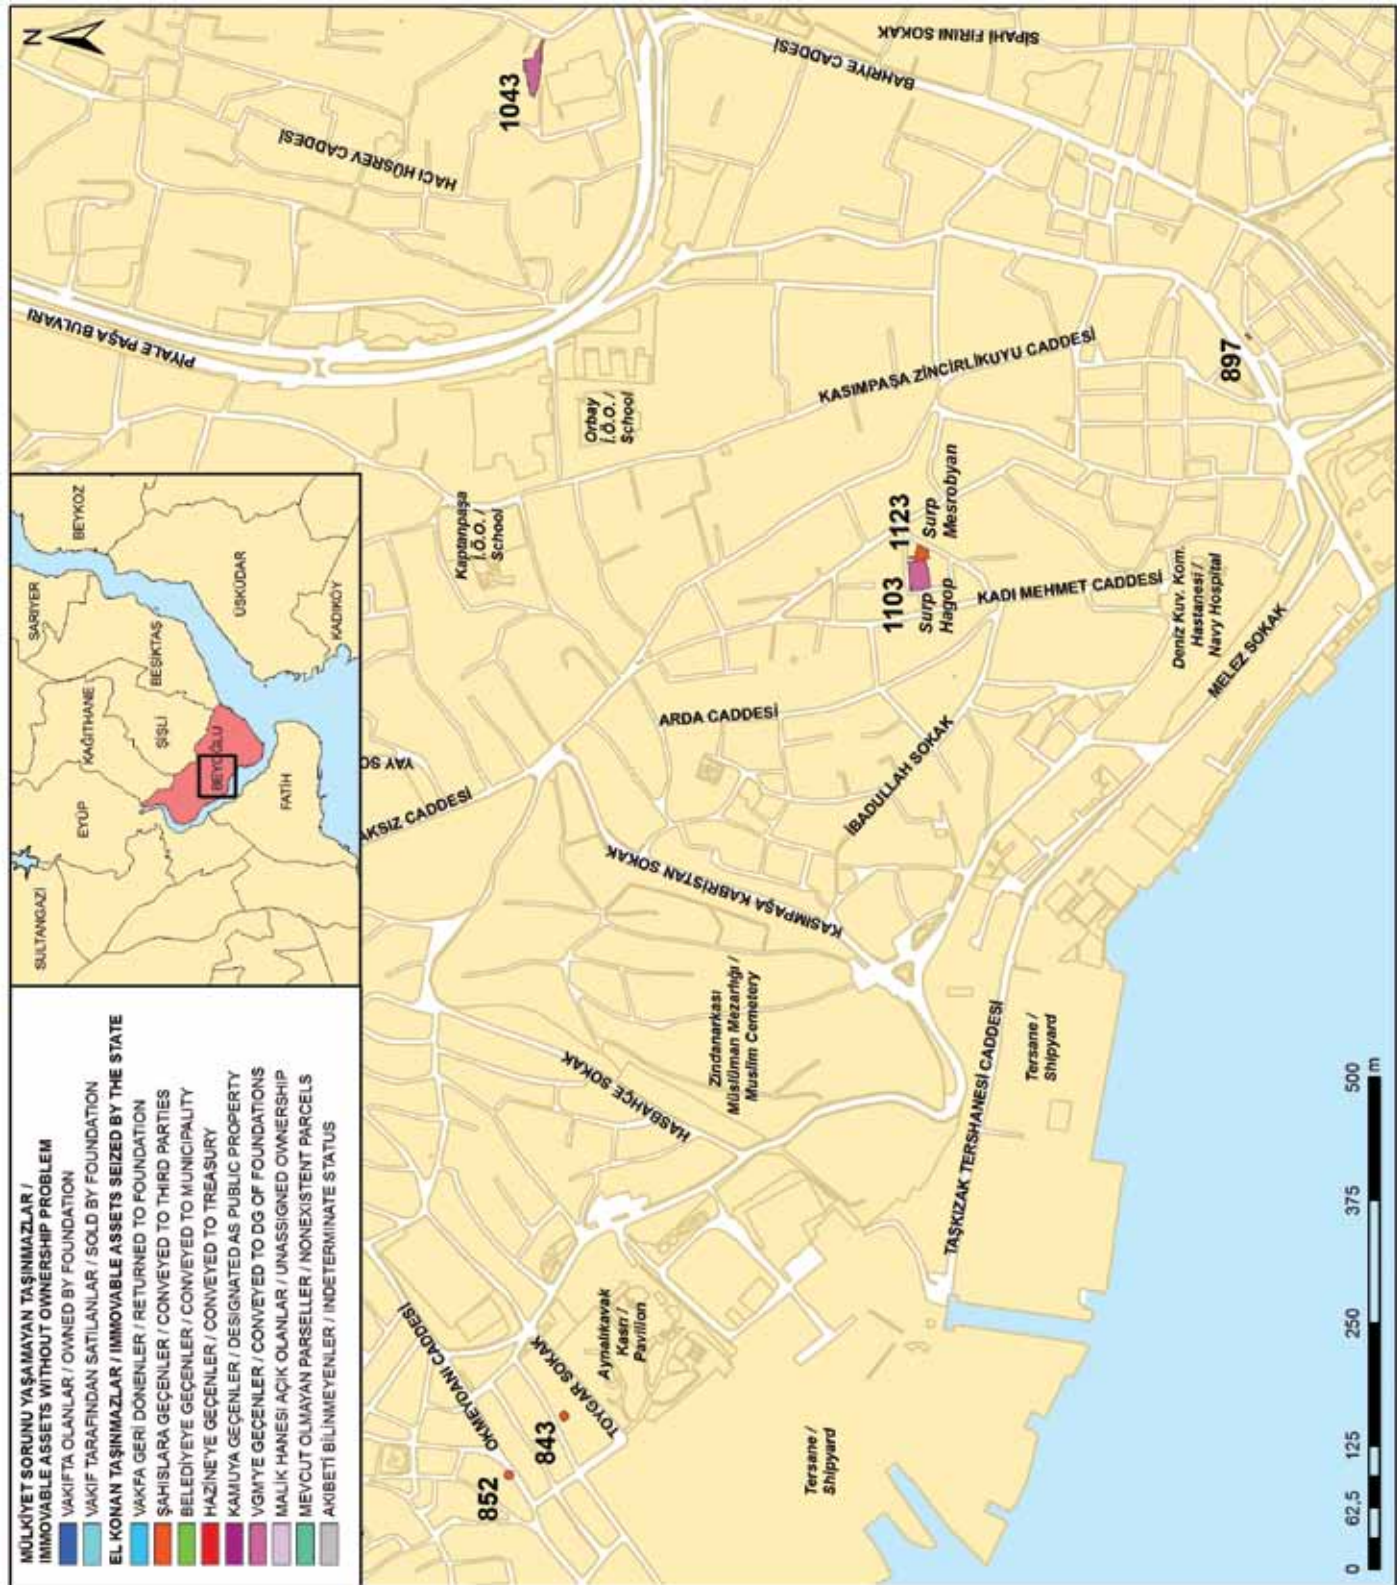 MÜLKİYET SORUNU YAŞAMAYAN TAŞINMAZLAR /
IMMOVABLE ASSETS WITHOUT OWNERSHIP PROBLEM
VAKIFTA OLANLAR / OWNED BY FOUNDATION
VAKIF TARAFINDAN SATILANLAR / SOLD BY FOUNDATION
EL KONAN TAŞINMAZLAR / IMMOVABLE ASSETS SEIZED BY THE STATE
VAKFA GERİ DÖNENLER / RETURNED TO FOUNDATION
ŞAHISLARA GEÇENLER / CONVEYED TO THIRD PARTIES
BELEDİYEYE GEÇENLER / CONVEYED TO MUNICIPALITY
HAZİNE'YE GEÇENLER / CONVEYED TO TREASURY
KAMUYA GEÇENLER / DESIGNATED AS PUBLIC PROPERTY
VGM'YE GEÇENLER / CONVEYED TO DG OF FOUNDATIONS
MALİK HANESİ AÇIK OLANLAR / UNASSIGNED OWNERSHIP
MEVCUT OLMAYAN PARSELLER / NONEXISTENT PARCELS
AKIBETİ BİLİNMEYENLER / INDETERMINATE STATUS
SULTANGAZİ
EYÜP
KAĞITHANE
SARIYER
BEYKOZ
ŞİŞLİ
BEŞİKTAŞ
ÜSKÜDAR
BEYOĞLU
FATİH
KADIKÖY
N
PİYALE PAŞA BULVARI
HACI HÜSREV CADDESİ
1043
BAHRİYE CADDESİ
SİPAHİ FIRINI SOKAK
Kaptanpaşa
İ.Ö.O. /
School
Orbay
İ.Ö.O. /
School
YAY SO
AKSIZ CADDESİ
KASIMPAŞA ZİNCİRLİKUYU CADDESİ
ARDA CADDESİ
KASIMPAŞA KABRİSTAN SOKAK
1103
Surp
Hagop
1123
Surp
Mesrobyan
KADI MEHMET CADDESİ
İBADULLAH SOKAK
897
Deniz Kuv. Kom.
Hastanesi /
Navy Hospital
MELEZ SOKAK
HASBAHÇE SOKAK
Zindanarkası
Müslüman Mezarlığı /
Muslim Cemetery
OKMEYDANI CADDESİ
852
843
TOYGAR SOKAK
Aynalıkavak
Kasrı /
Pavilion
TAŞKIZAK TERSHANESİ CADDESİ
Tersane /
Shipyard
Tersane /
Shipyard
0 62,5 125 250 375 500 m